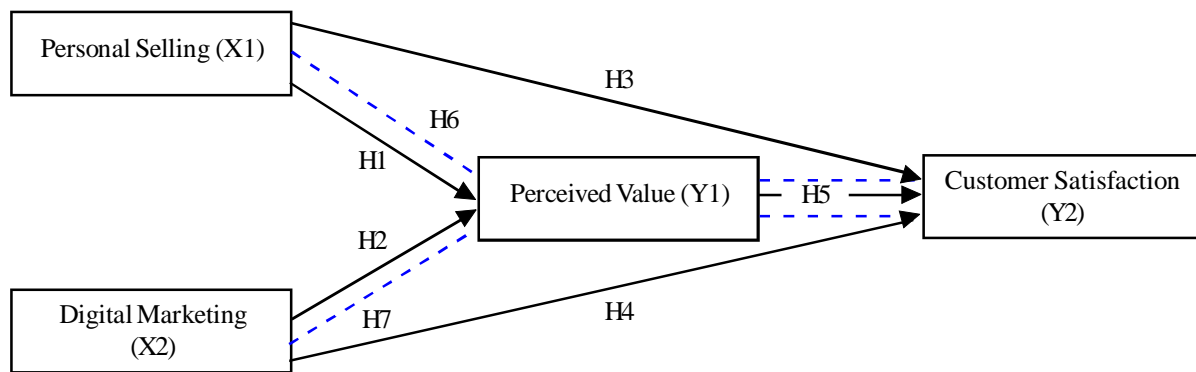 Personal Selling (X1)
H3
H6
H1
Perceived Value (Y1)
H5
Customer Satisfaction
(Y2)
H2
H7
H4
Digital Marketing
(X2)